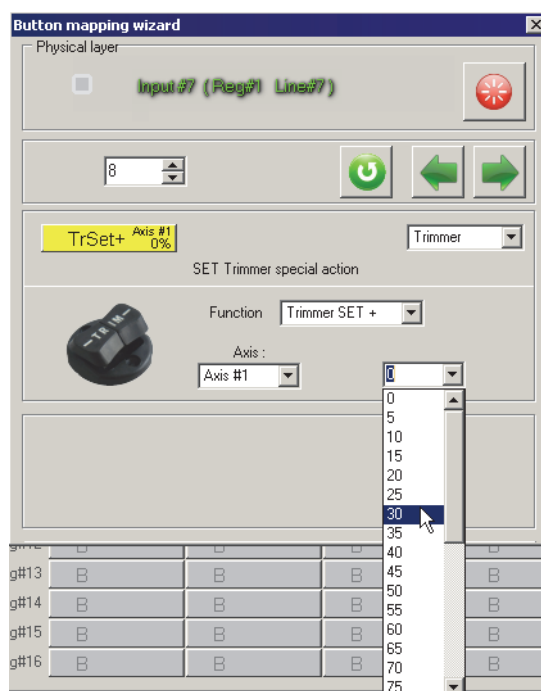 Button mapping wizard
Physical layer
Input#7 (Reg#1 Line#7)
8
TrSet+ Axis #1 0%
Trimmer
SET Trimmer special action
- TRIM -
Function Trimmer SET +
Axis :
Axis #1
0
0
5
10
15
20
25
30
35
40
45
50
55
60
65
70
75
g#12 B B B B
g#13 B B B B
g#14 B B B B
g#15 B B B B
g#16 B B B B